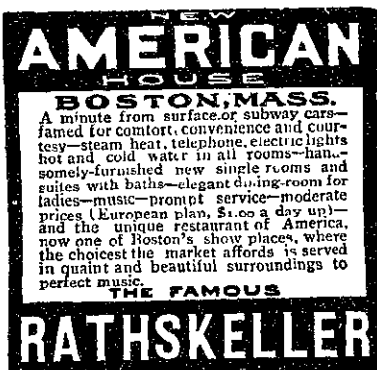 NEW
AMERICAN
HOUSE
BOSTON, MASS.
A minute from surface or subway cars—
famed for comfort, convenience and cour-
tesy—steam heat, telephone, electric lights
hot and cold water in all rooms—han-
somely-furnished new single rooms and
suites with baths—elegant dining-room for
ladies—music—prompt service—moderate
prices (European plan, $1.00 a day up)—
and the unique restaurant of America,
now one of Boston's show places, where
the choicest the market affords is served
in quaint and beautiful surroundings to
perfect music.
THE FAMOUS
RATHSKELLER